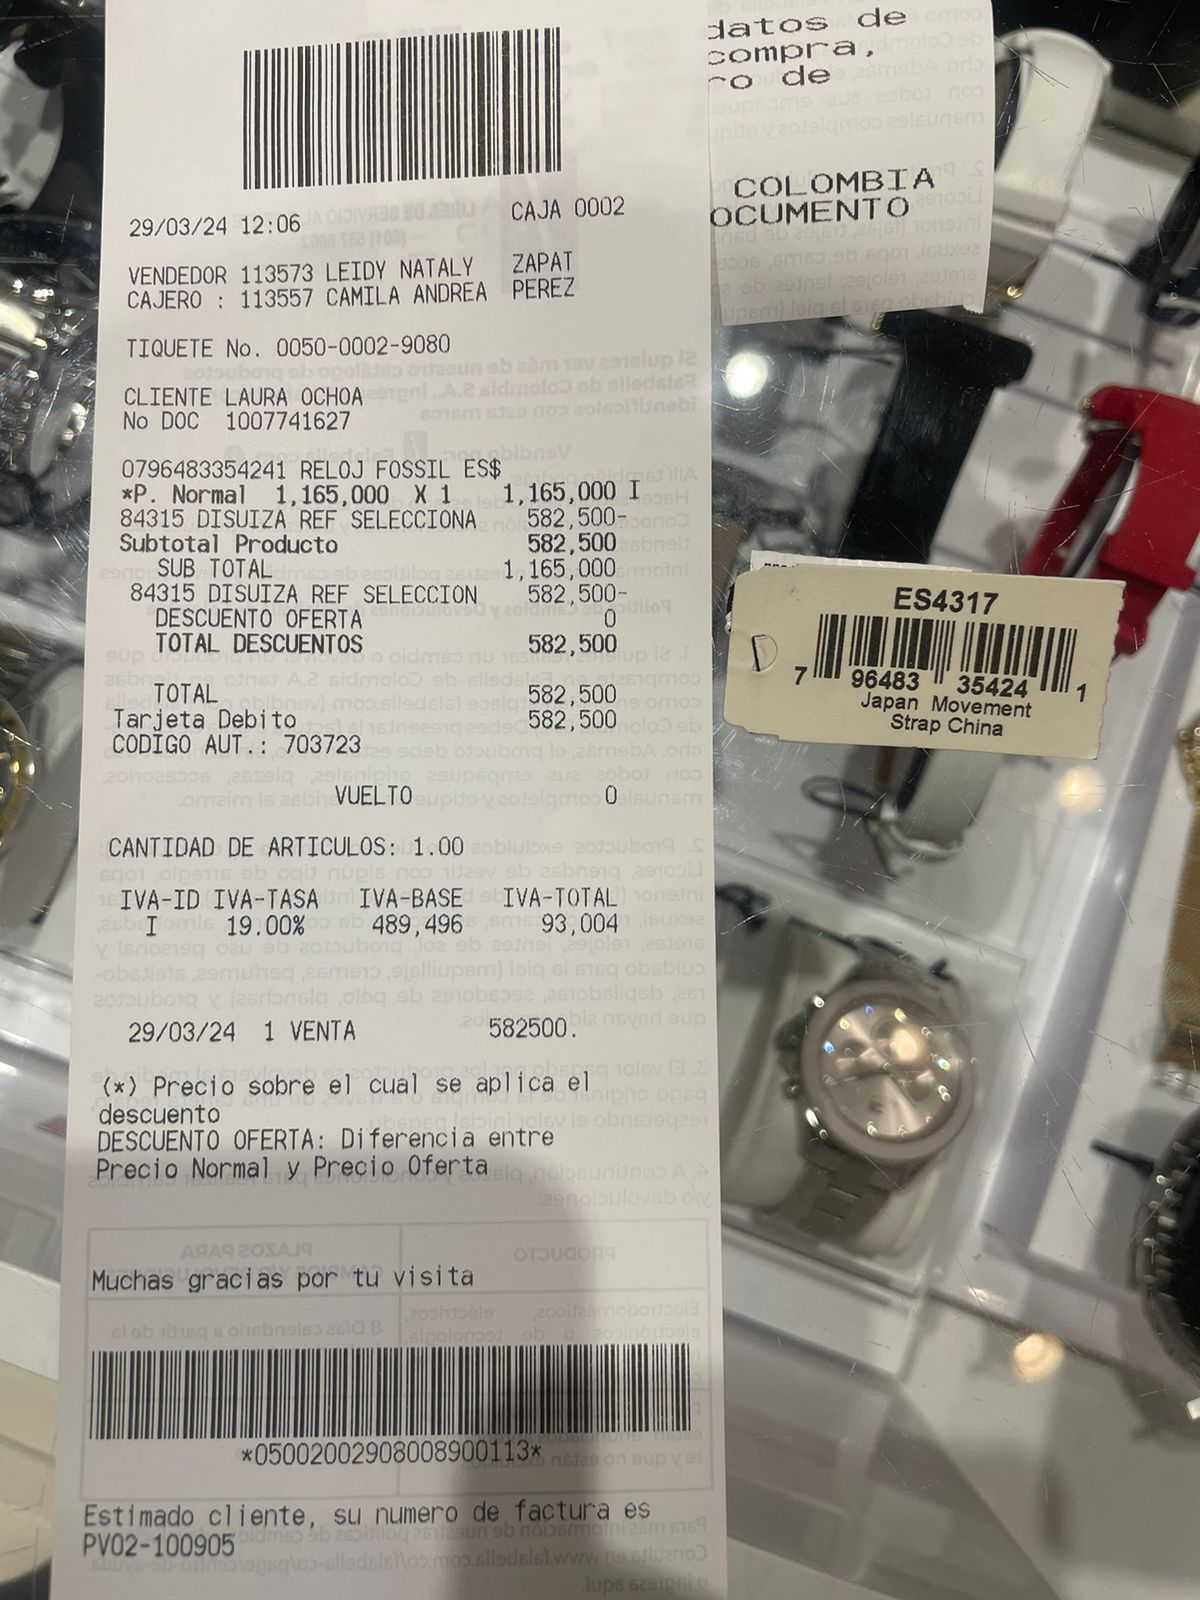 29/03/24 12:06 CAJA 0002
VENDEDOR 113573 LEIDY NATALY ZAPAT
CAJERO : 113557 CAMILA ANDREA PEREZ
TIQUETE No. 0050-0002-9080
CLIENTE LAURA OCHOA
No DOC 1007741627
0796483354241 RELOJ FOSSIL ES$
*P. Normal 1,165,000 X 1 1,165,000 I
84315 DISUIZA REF SELECCIONA 582,500-
Subtotal Producto 582,500
SUB TOTAL 1,165,000
84315 DISUIZA REF SELECCION 582,500-
DESCUENTO OFERTA 0
TOTAL DESCUENTOS 582,500
TOTAL 582,500
Tarjeta Debito 582,500
CODIGO AUT.: 703723
VUELTO 0
CANTIDAD DE ARTICULOS: 1.00
IVA-ID IVA-TASA IVA-BASE IVA-TOTAL
I 19.00% 489,496 93,004
29/03/24 1 VENTA 582500.
(*) Precio sobre el cual se aplica el
descuento
DESCUENTO OFERTA: Diferencia entre
Precio Normal y Precio Oferta
Muchas gracias por tu visita
*05002002908008900113*
Estimado cliente, su numero de factura es
PV02-100905
datos de
compra,
ro de
COLOMBIA
OCUMENTO
ES4317
7 96483 35424 1
Japan Movement
Strap China